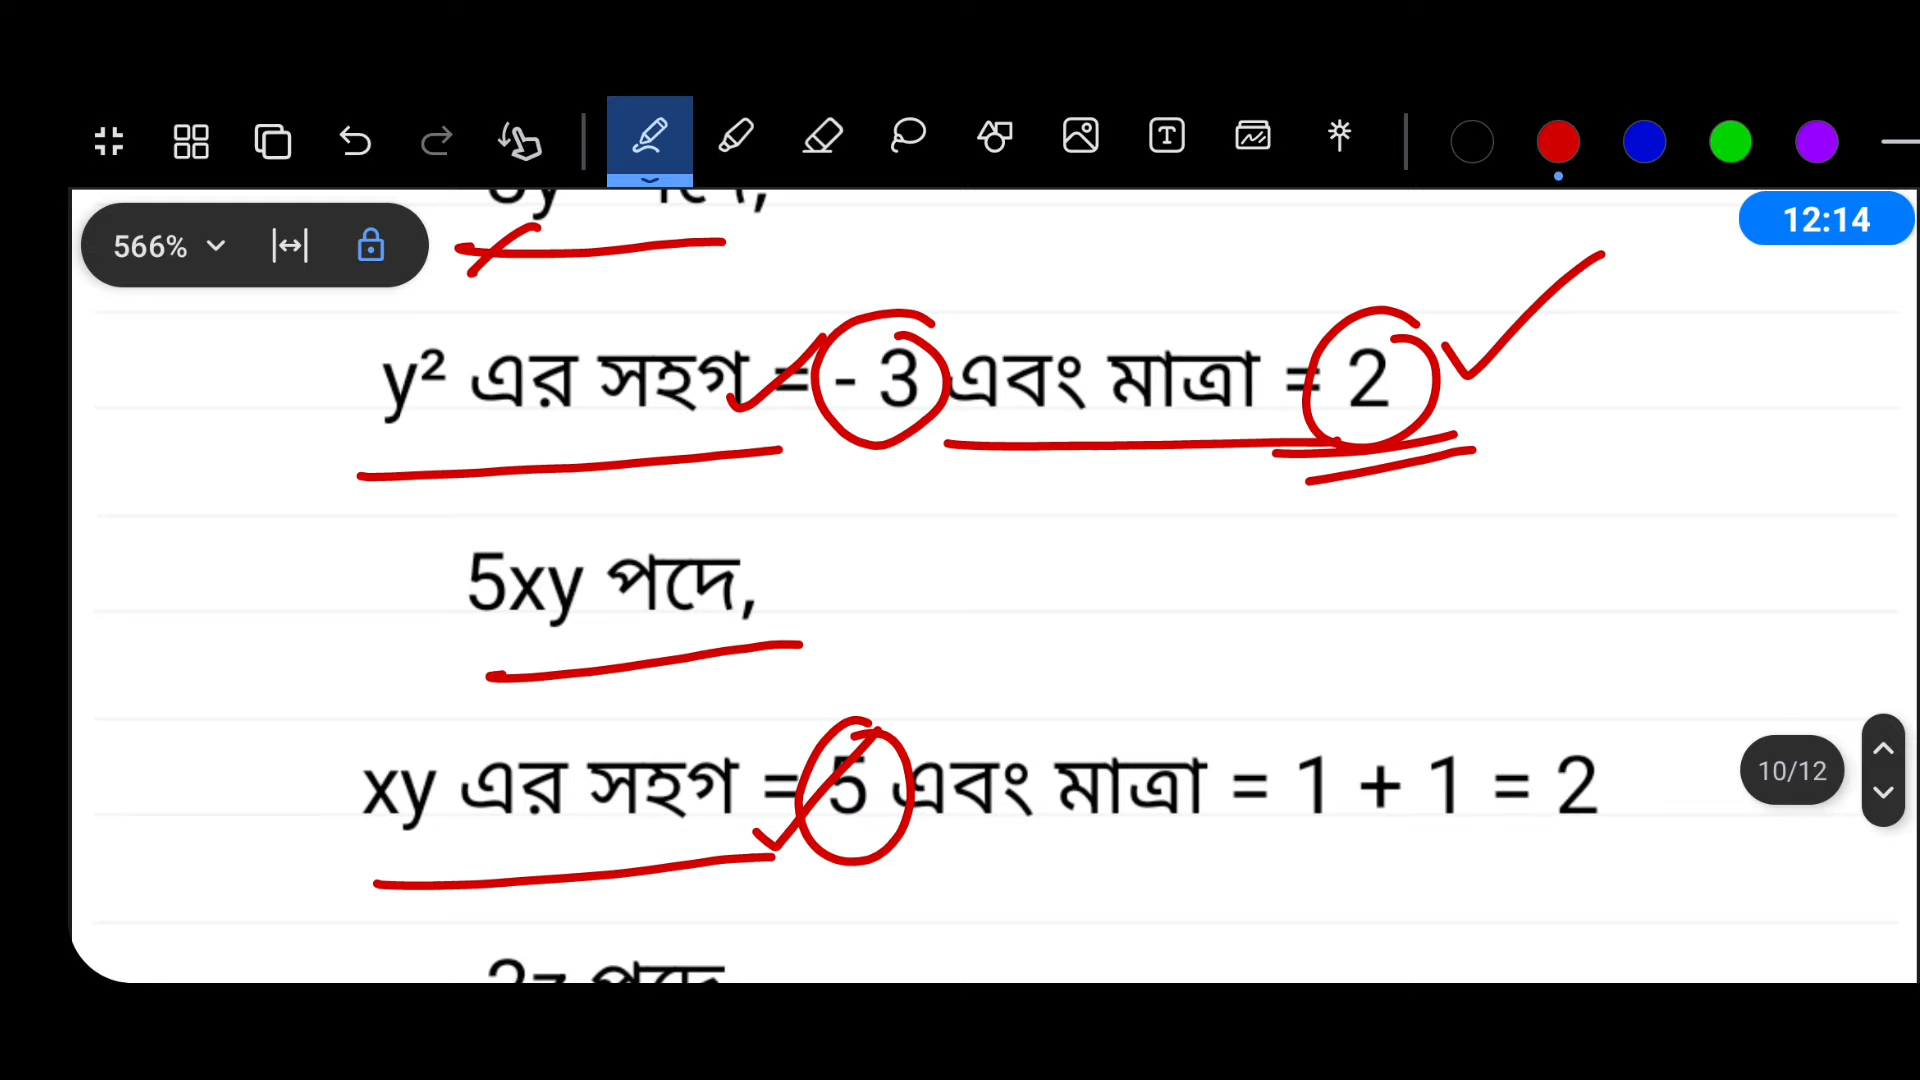 566%
12:14
y² এর সহগ = - 3 এবং মাত্রা = 2
5xy পদে,
xy এর সহগ = 5 এবং মাত্রা = 1 + 1 = 2
10/12